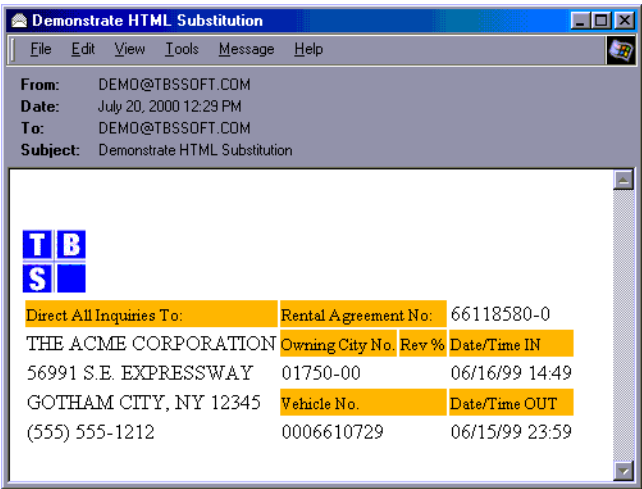 Demonstrate HTML Substitution
File Edit View Tools Message Help
From: DEMO@TBSSOFT.COM
Date: July 20, 2000 12:29 PM
To: DEMO@TBSSOFT.COM
Subject: Demonstrate HTML Substitution
T B
S
Direct All Inquiries To: Rental Agreement No: 66118580-0
THE ACME CORPORATION Owning City No. Rev % Date/Time IN
56991 S.E. EXPRESSWAY 01750-00 06/16/99 14:49
GOTHAM CITY, NY 12345 Vehicle No. Date/Time OUT
(555) 555-1212 0006610729 06/15/99 23:59